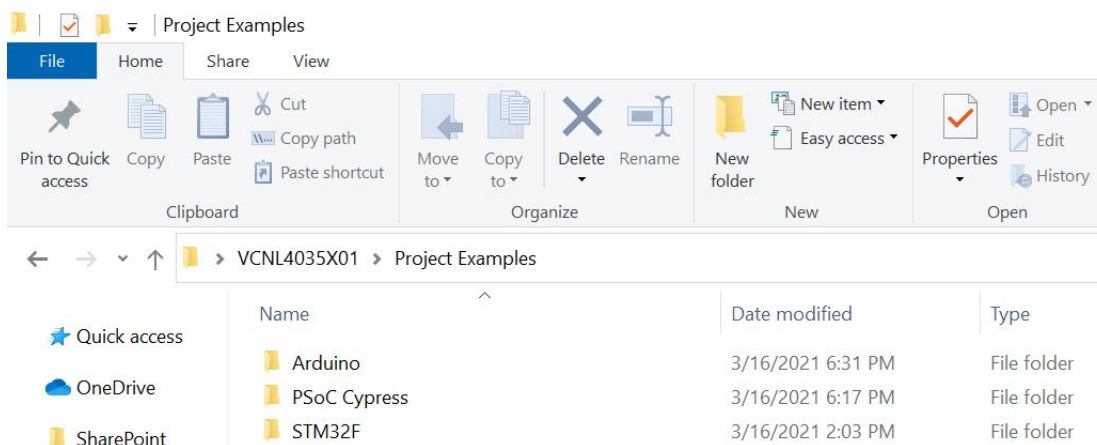 Project Examples
File Home Share View
Pin to Quick access
Copy
Paste
Cut
Copy path
Paste shortcut
Clipboard
Move to
Copy to
Delete
Rename
Organize
New folder
New item
Easy access
New
Properties
Open
Edit
History
Open
VCNL4035X01 > Project Examples
Name Date modified Type
Quick access
OneDrive
SharePoint
Arduino 3/16/2021 6:31 PM File folder
PSoC Cypress 3/16/2021 6:17 PM File folder
STM32F 3/16/2021 2:03 PM File folder